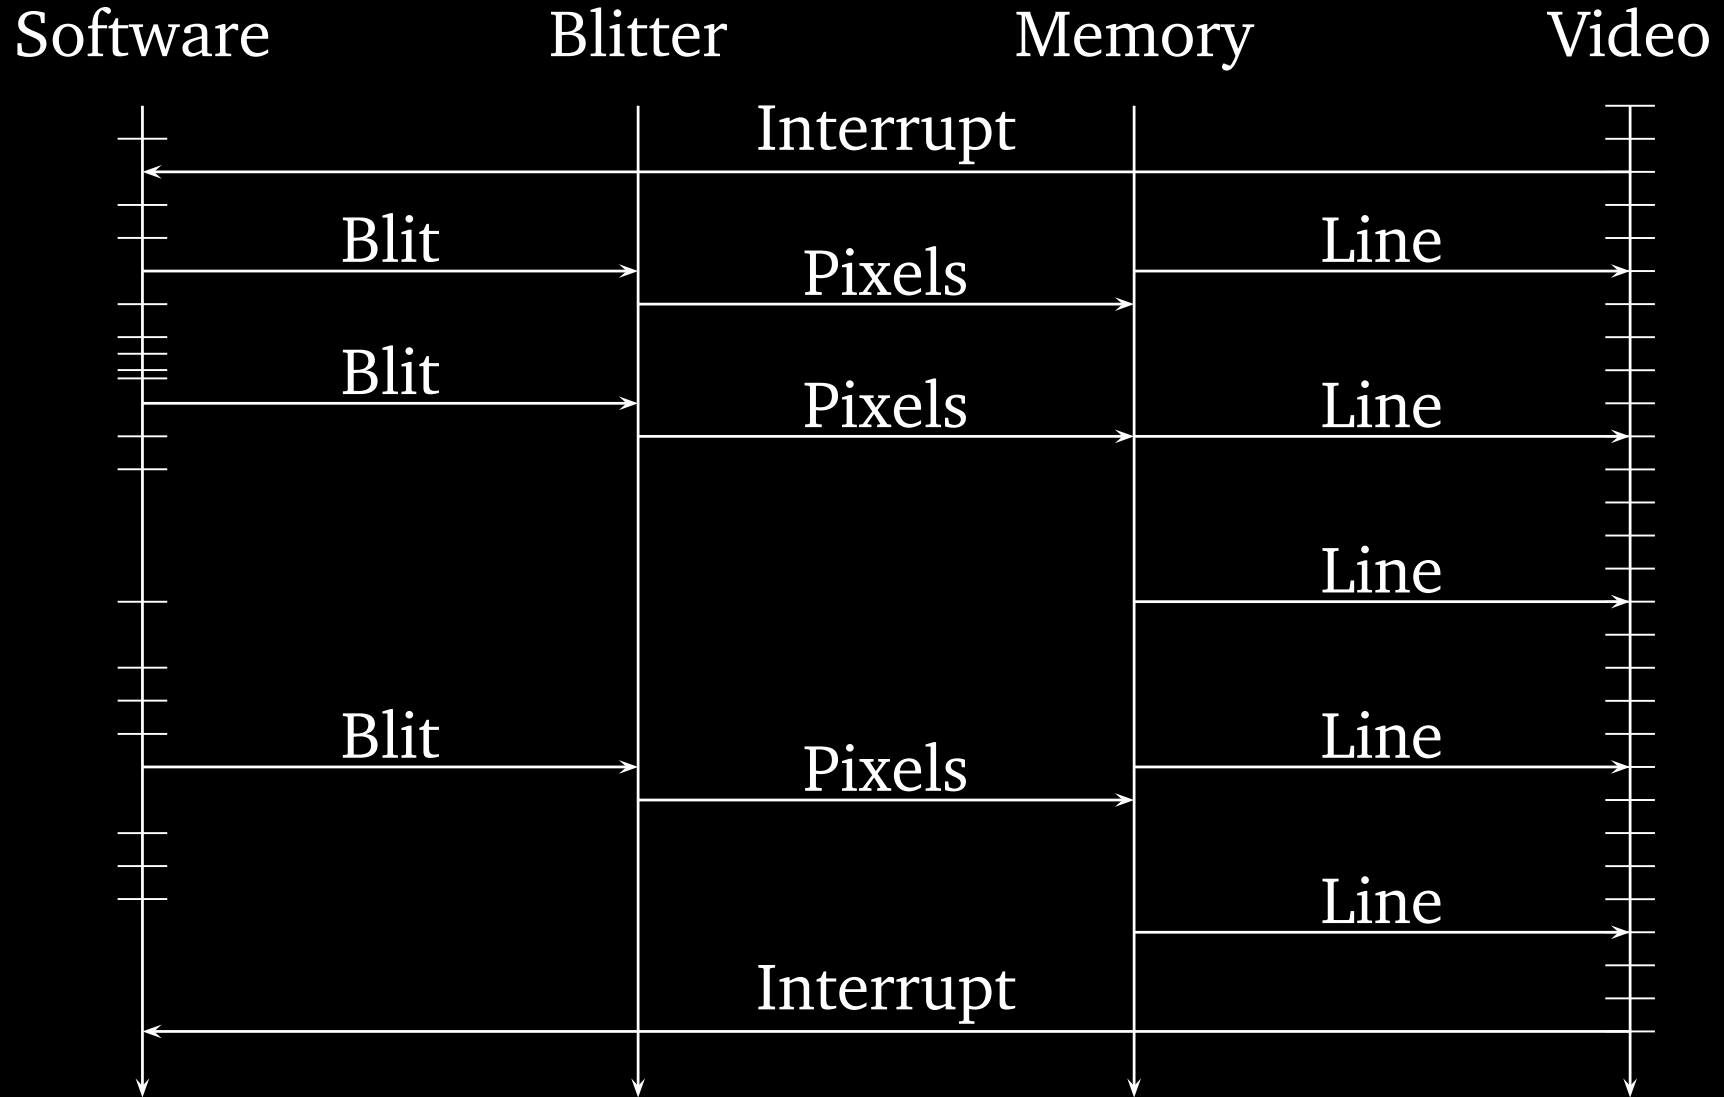 Software Blitter Memory Video
Interrupt
Blit Line
Pixels
Blit
Pixels Line
Line
Blit Line
Pixels
Line
Interrupt